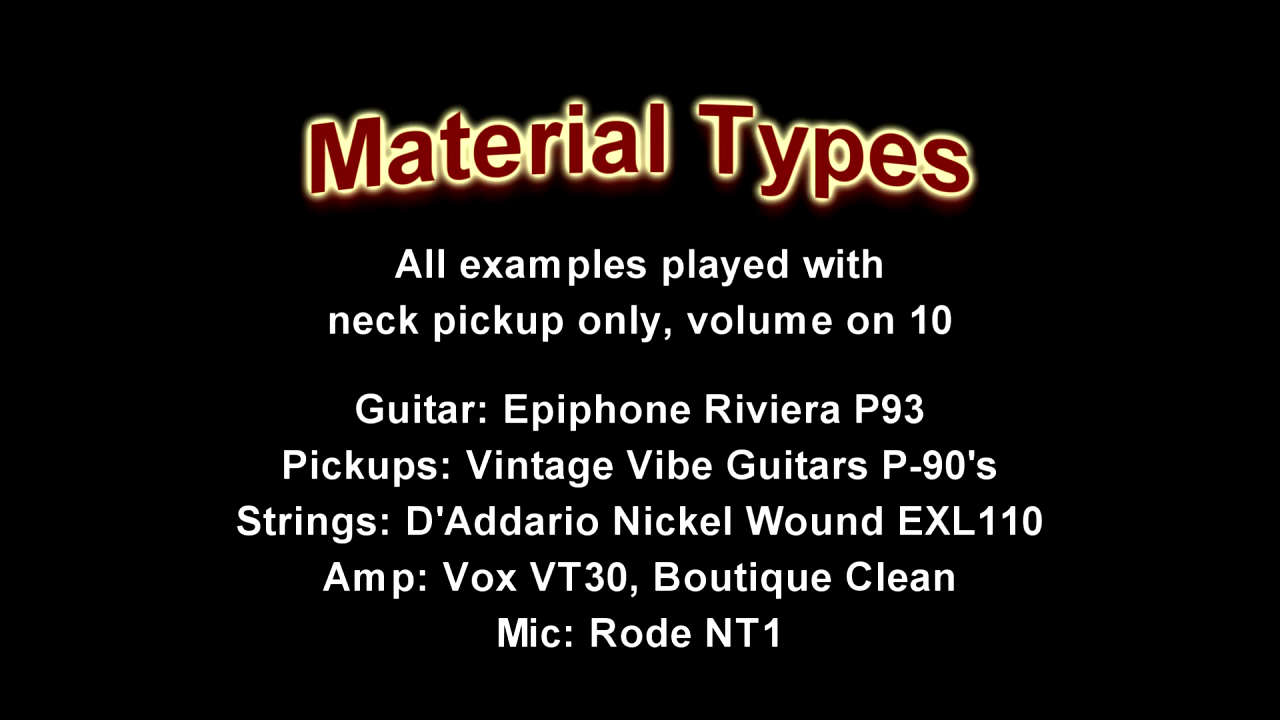 Material Types
All examples played with
neck pickup only, volume on 10
Guitar: Epiphone Riviera P93
Pickups: Vintage Vibe Guitars P-90's
Strings: D'Addario Nickel Wound EXL110
Amp: Vox VT30, Boutique Clean
Mic: Rode NT1